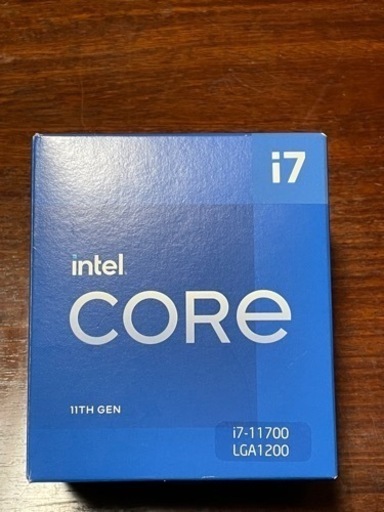 i7
intel
CORe
11TH GEN
i7-11700
LGA1200